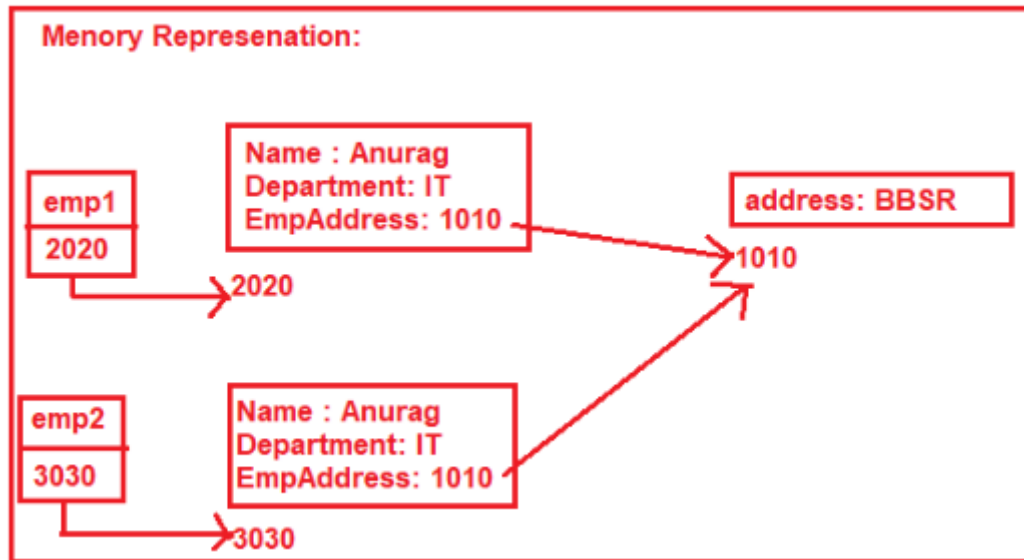 Menory Represenation:
emp1
2020
Name : Anurag
Department: IT
EmpAddress: 1010
2020
address: BBSR
1010
emp2
3030
Name : Anurag
Department: IT
EmpAddress: 1010
3030